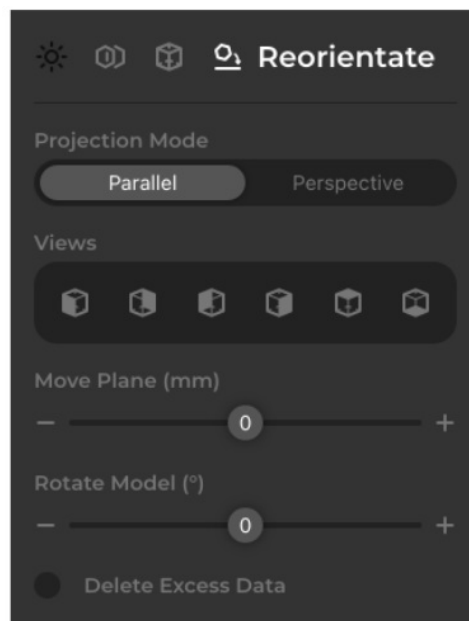 Reorientate
Projection Mode
Parallel Perspective
Views
Move Plane (mm)
− 0 +
Rotate Model (°)
− 0 +
Delete Excess Data